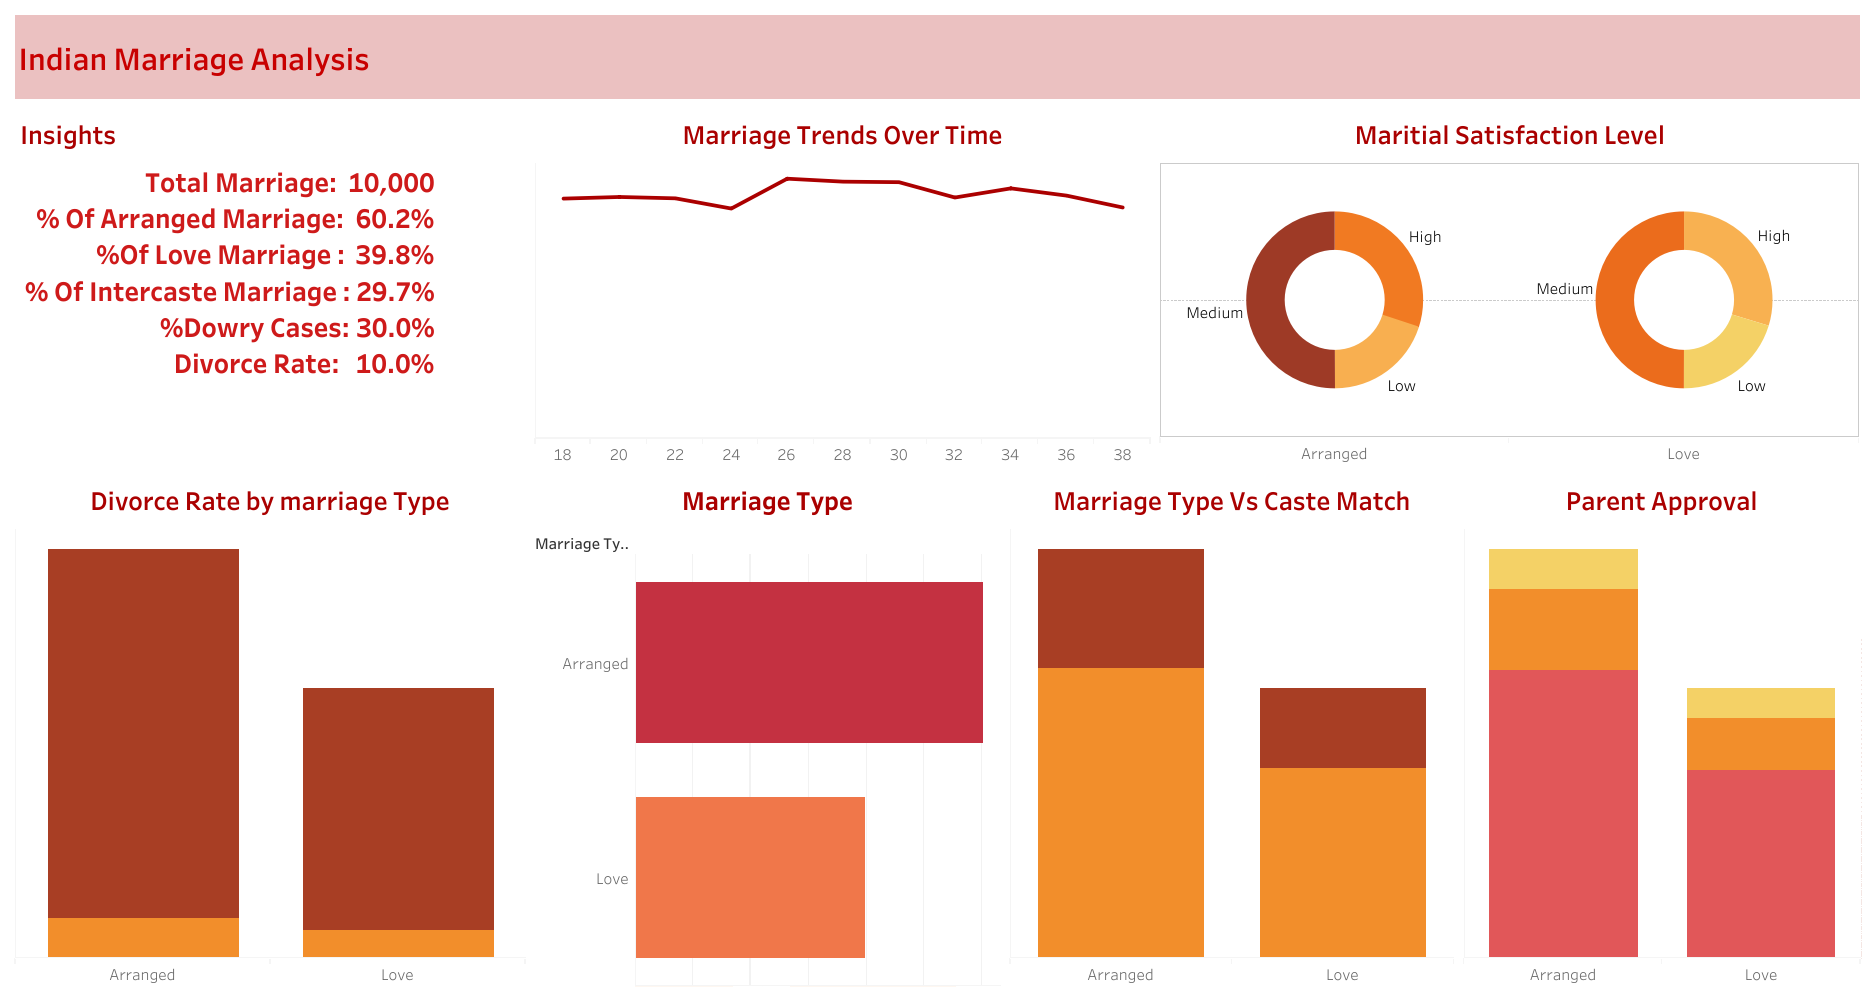 Indian Marriage Analysis
Insights
Total Marriage: 10,000
% Of Arranged Marriage: 60.2%
%Of Love Marriage : 39.8%
% Of Intercaste Marriage : 29.7%
%Dowry Cases: 30.0%
Divorce Rate: 10.0%
Marriage Trends Over Time
18 20 22 24 26 28 30 32 34 36 38
Maritial Satisfaction Level
High
Medium
Low
High
Medium
Low
Arranged Love
Divorce Rate by marriage Type
Arranged Love
Marriage Type
Marriage Ty..
Arranged
Love
Marriage Type Vs Caste Match
Arranged Love
Parent Approval
Arranged Love